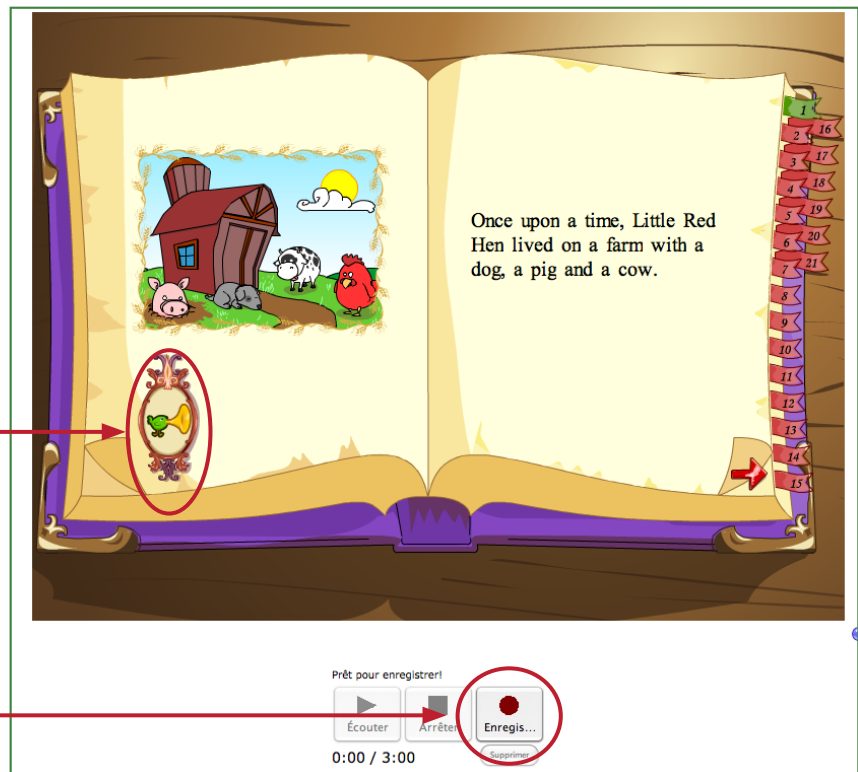 Once upon a time, Little Red
Hen lived on a farm with a
dog, a pig and a cow.
1
2
16
3
17
4
18
5
19
6
20
7
21
8
9
10
11
12
13
14
15
Prêt pour enregistrer!
Écouter
Arrêter
Enregis...
0:00 / 3:00
Supprimer